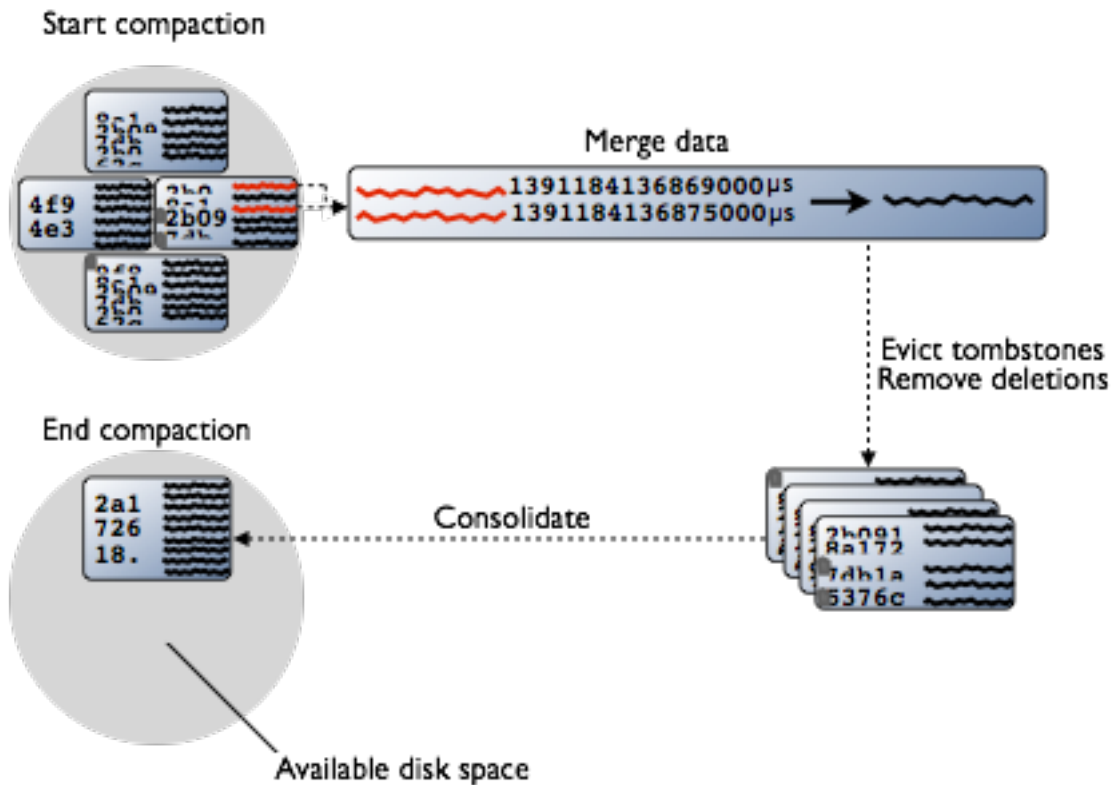 Start compaction
4f9
4e3
2b09
Merge data
1391184136869000µs
1391184136875000µs
Evict tombstones
Remove deletions
End compaction
2a1
726
18.
Consolidate
2b091
8a172
7db1a
5376c
Available disk space